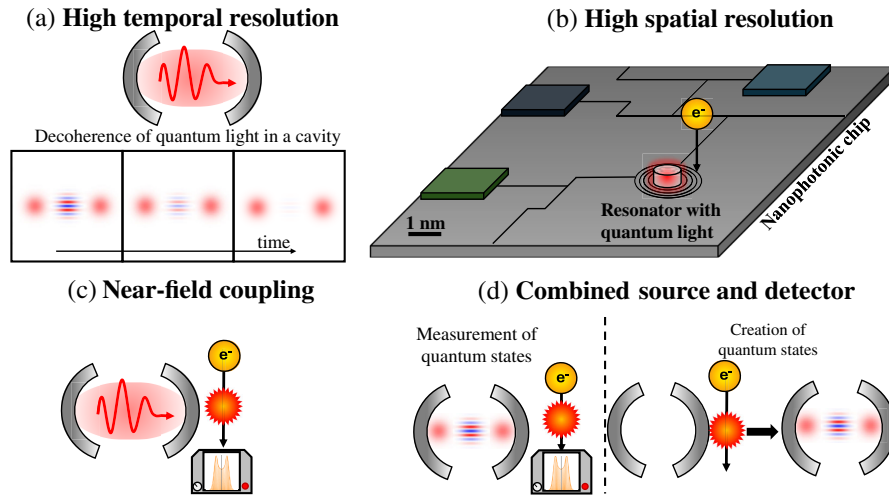 (a) High temporal resolution
Decoherence of quantum light in a cavity
time
(b) High spatial resolution
e-
Nanophotonic chip
1 nm
Resonator with
quantum light
(c) Near-field coupling
e-
(d) Combined source and detector
Measurement of
quantum states
e-
Creation of
quantum states
e-